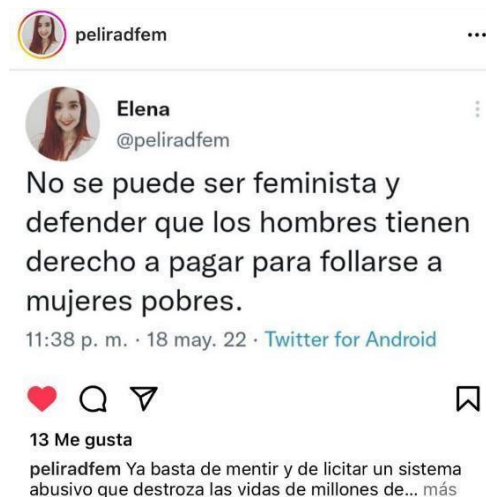 peliradfem
Elena
@peliradfem
No se puede ser feminista y
defender que los hombres tienen
derecho a pagar para follarse a
mujeres pobres.
11:38 p. m. · 18 may. 22 · Twitter for Android
13 Me gusta
peliradfem Ya basta de mentir y de licitar un sistema
abusivo que destroza las vidas de millones de... más